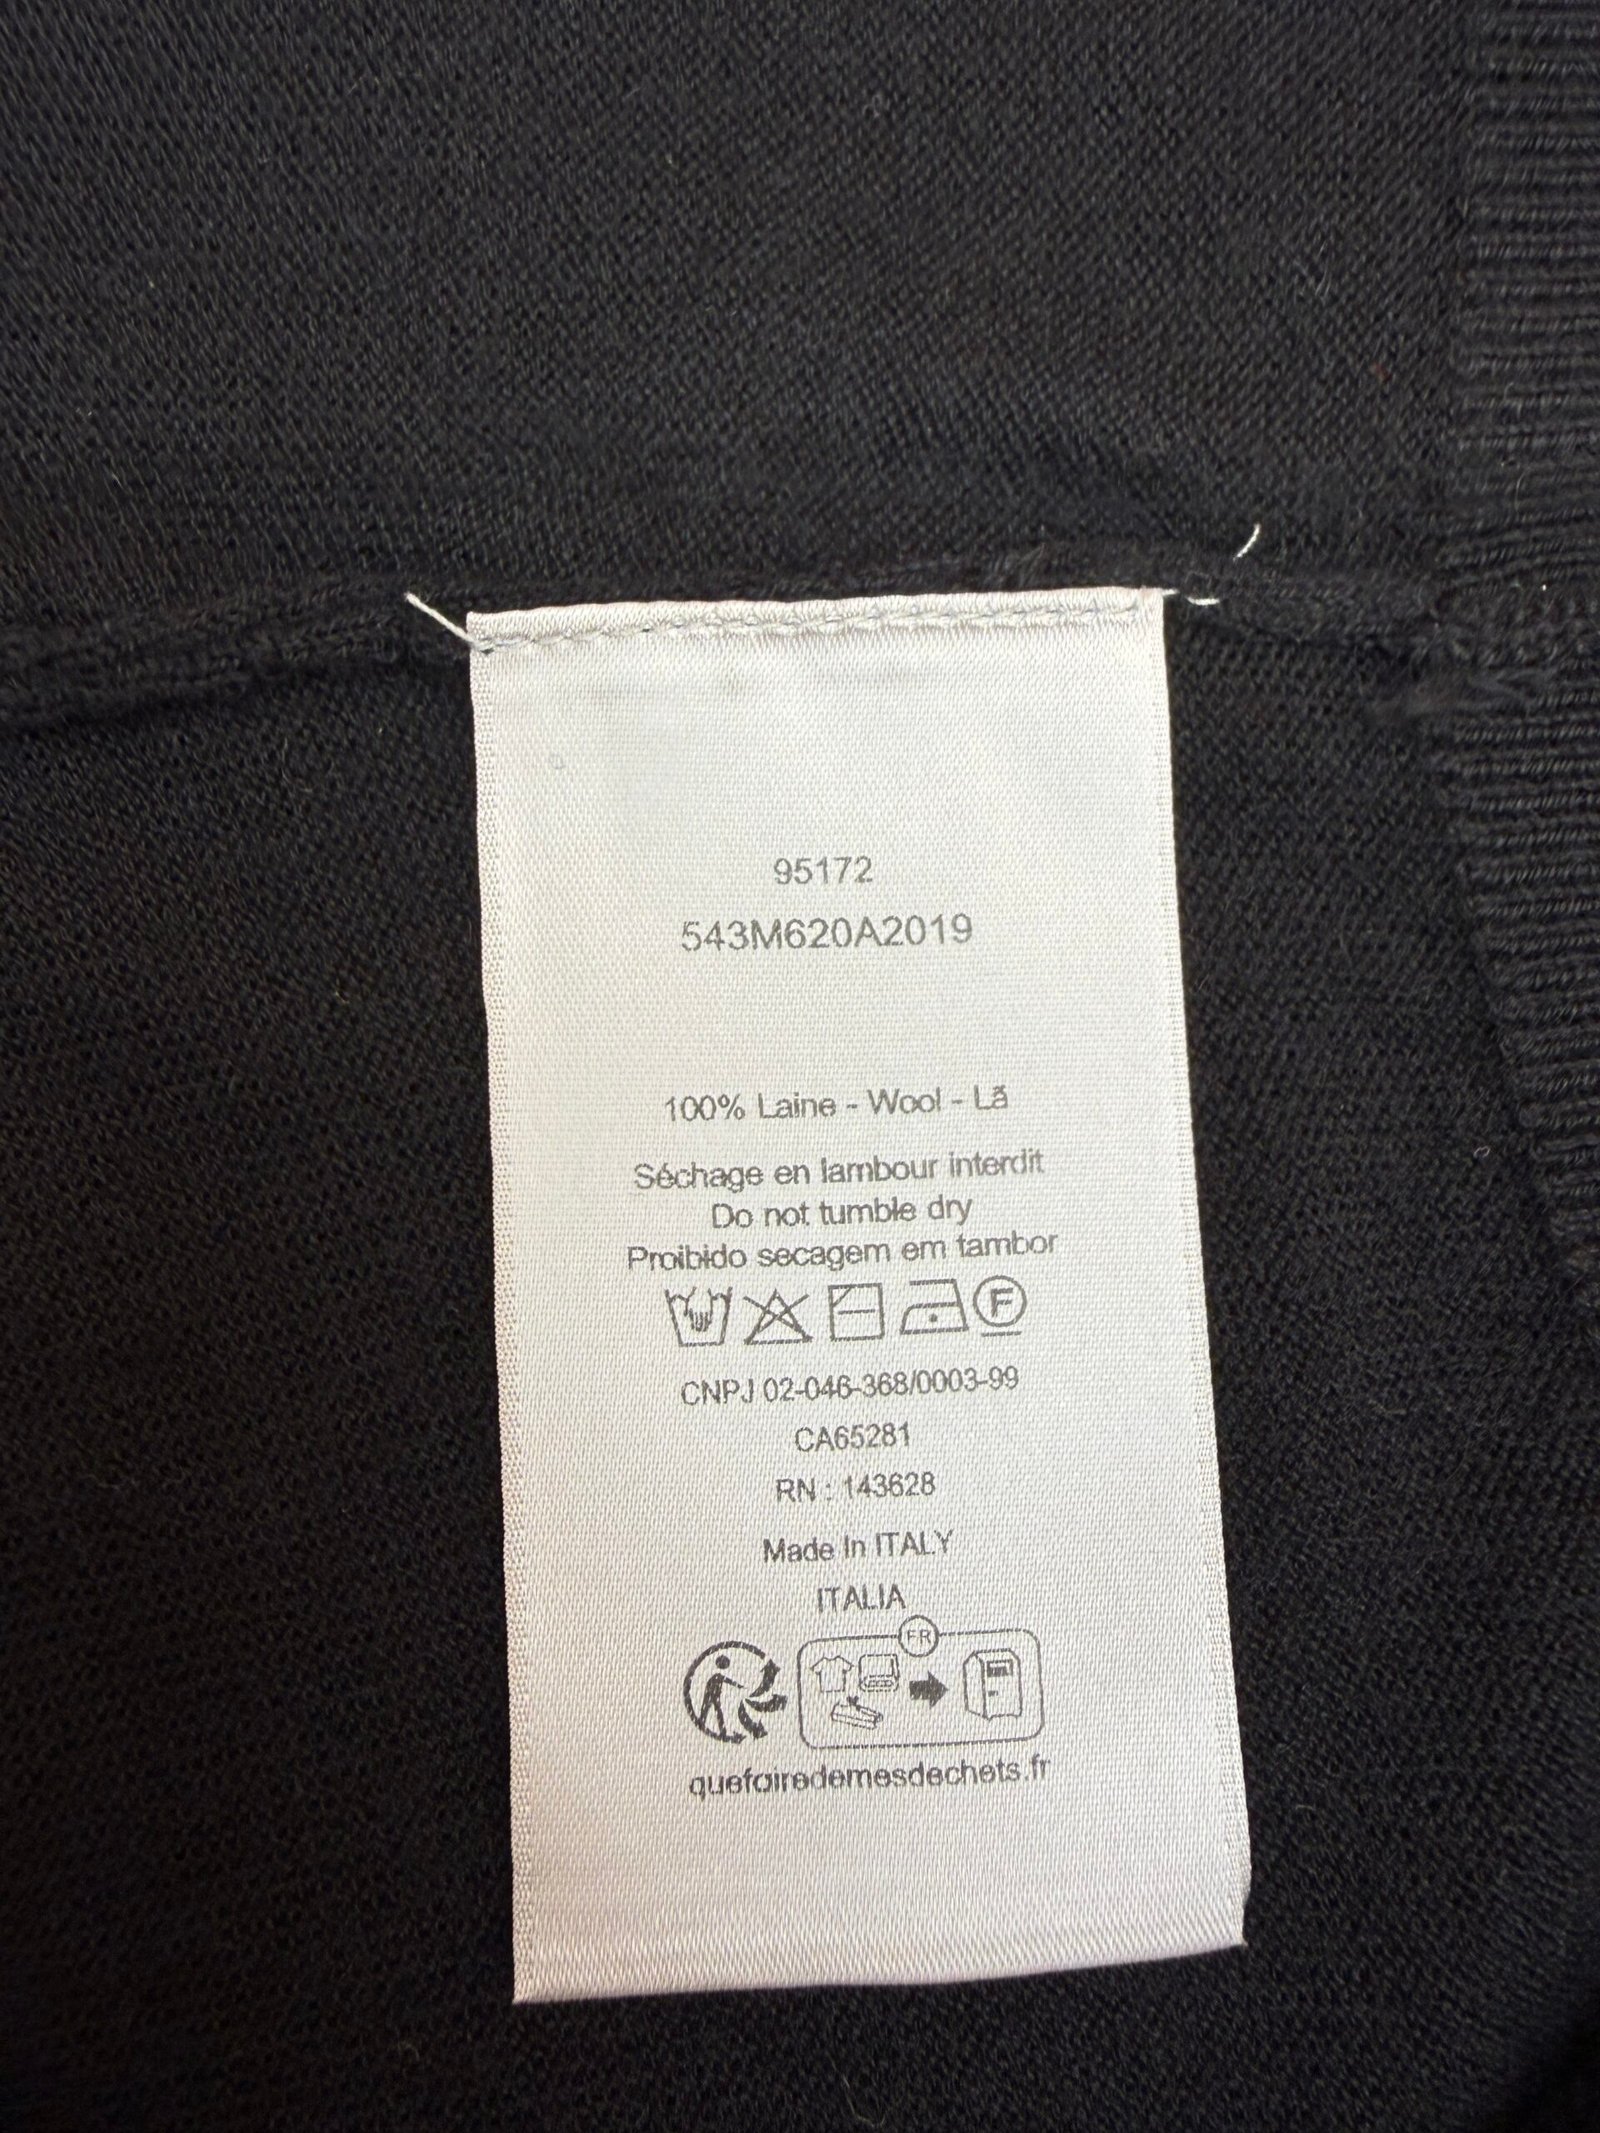 95172
543M620A2019
100% Laine - Wool - Lã
Séchage en lambour interdit
Do not tumble dry
Proibido secagem em tambor
F
CNPJ 02-046-368/0003-99
CA65281
RN : 143628
Made In ITALY
ITALIA
FR
quefairedemesdechets.fr